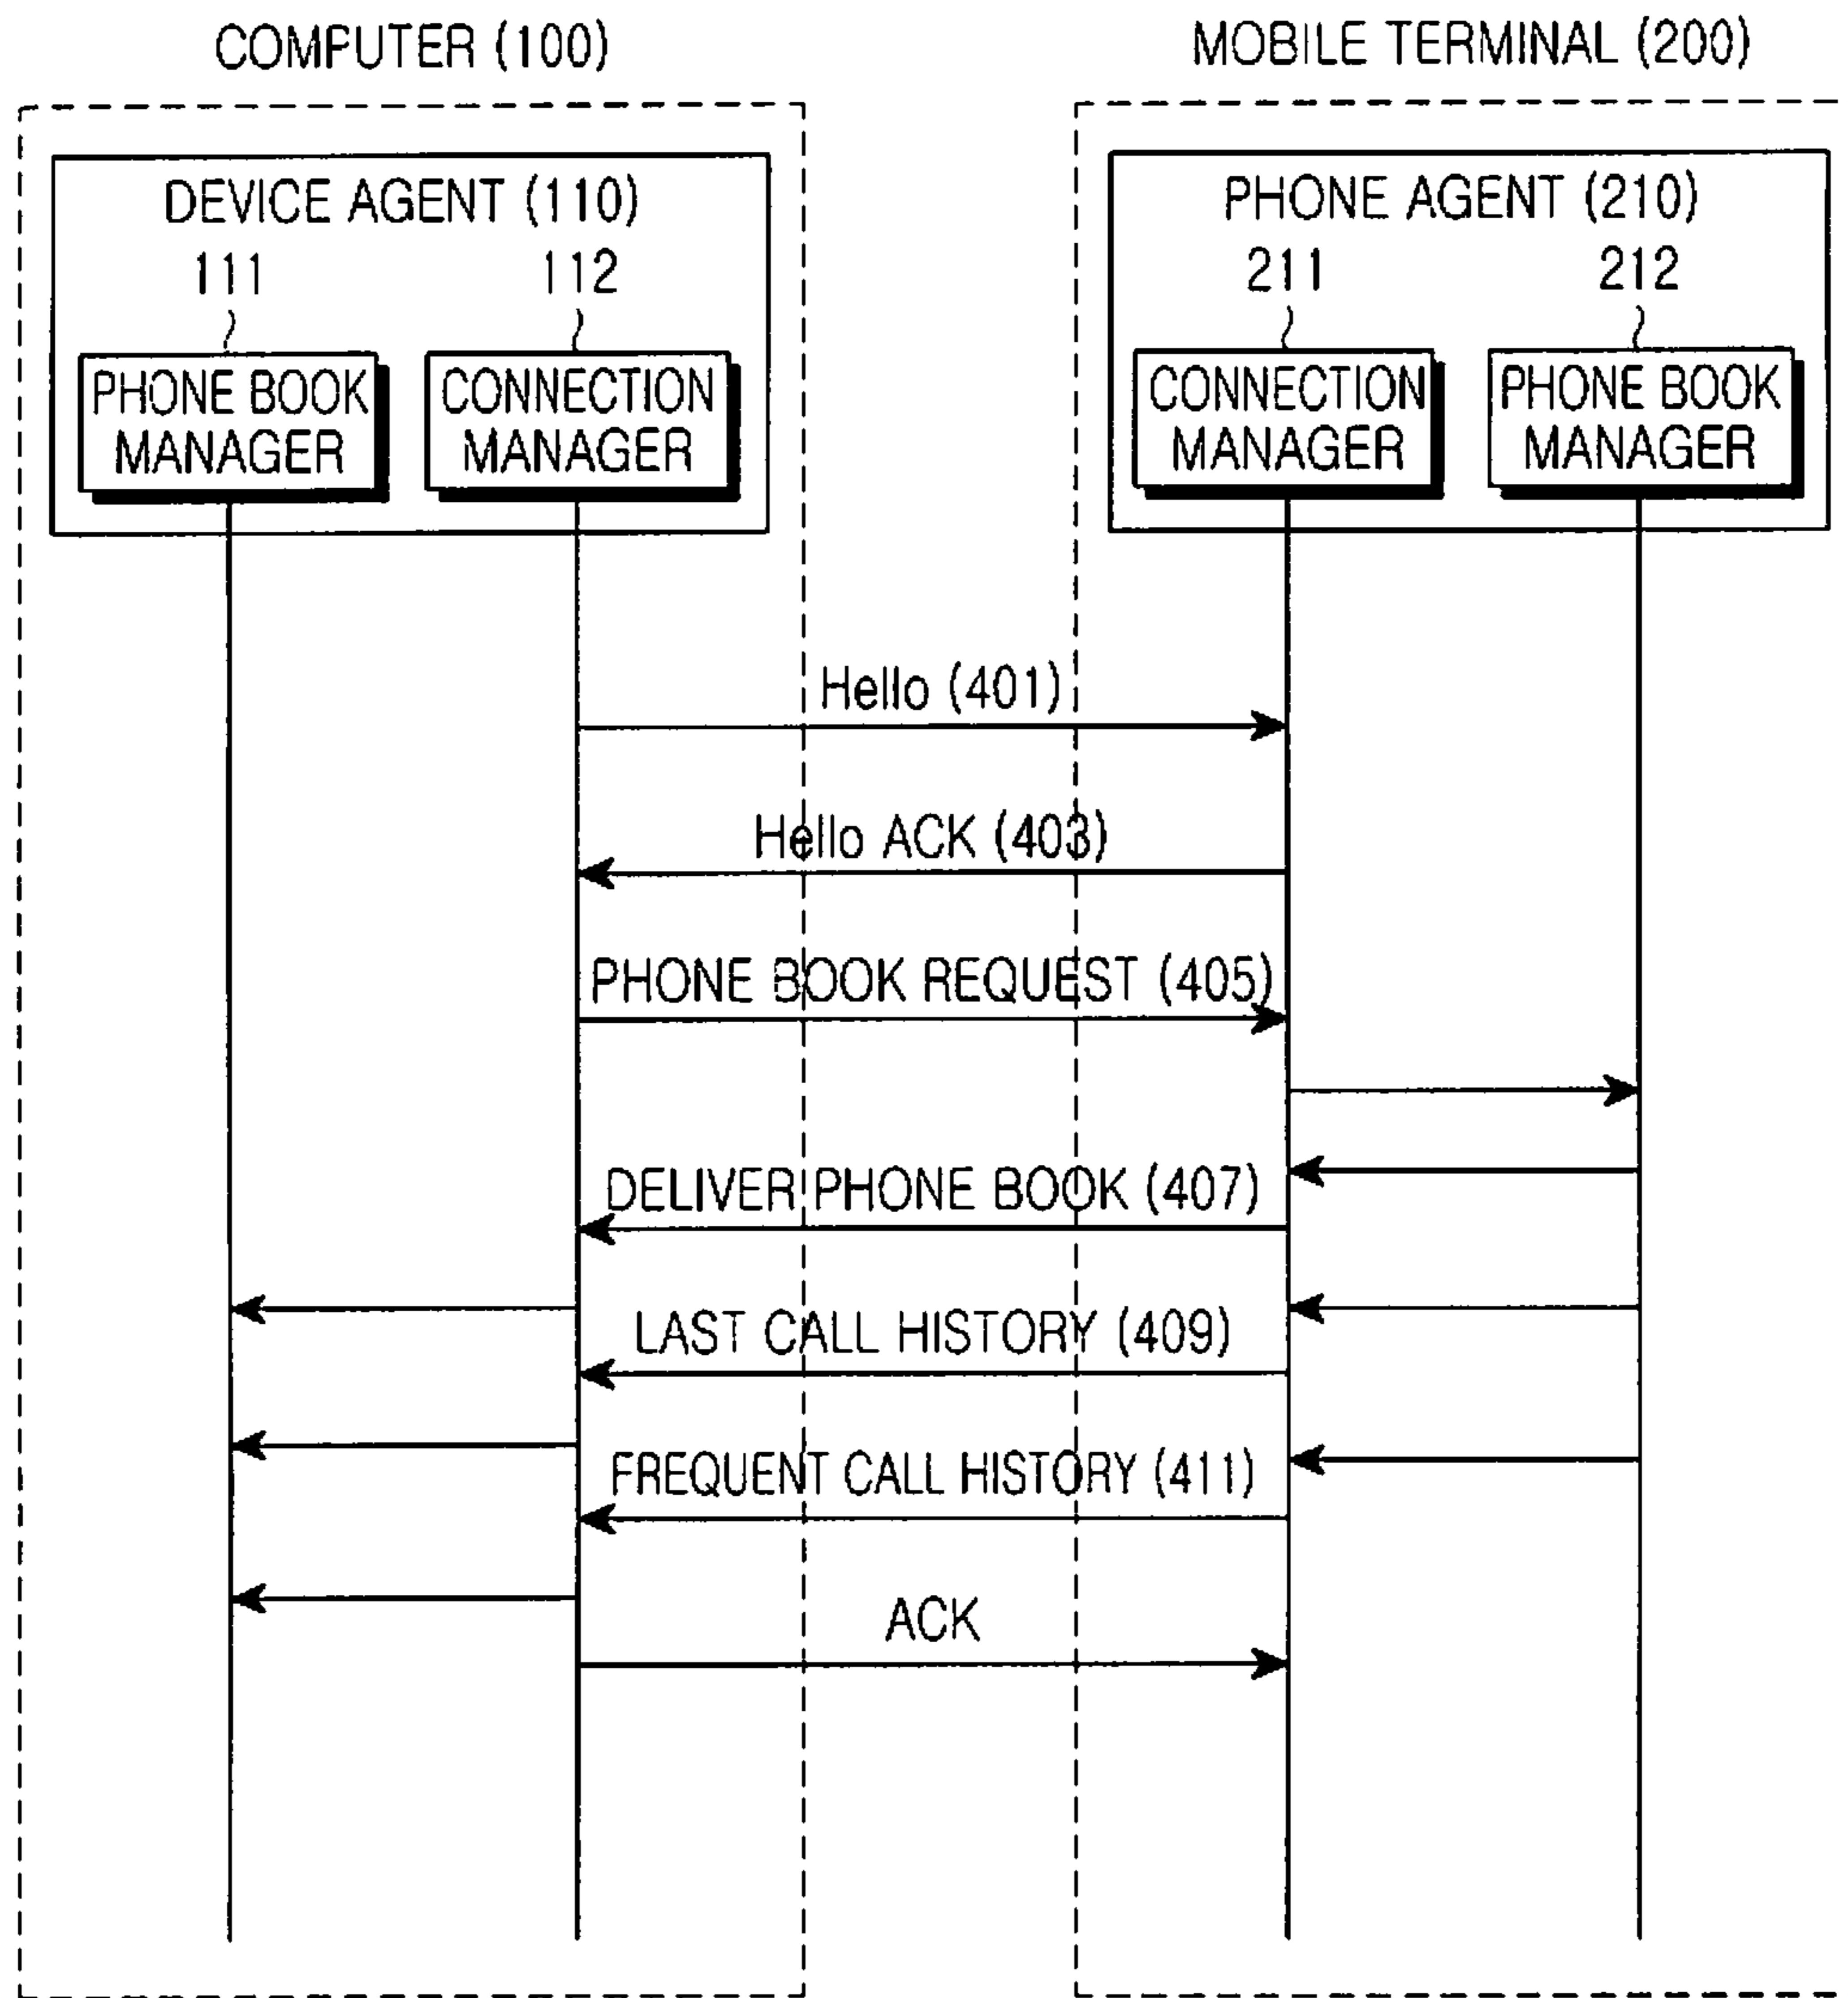 COMPUTER (100)
MOBILE TERMINAL (200)
DEVICE AGENT (110)
111
112
PHONE BOOK
MANAGER
CONNECTION
MANAGER
PHONE AGENT (210)
211
212
CONNECTION
MANAGER
PHONE BOOK
MANAGER
Hello (401)
Hello ACK (403)
PHONE BOOK REQUEST (405)
DELIVER PHONE BOOK (407)
LAST CALL HISTORY (409)
FREQUENT CALL HISTORY (411)
ACK